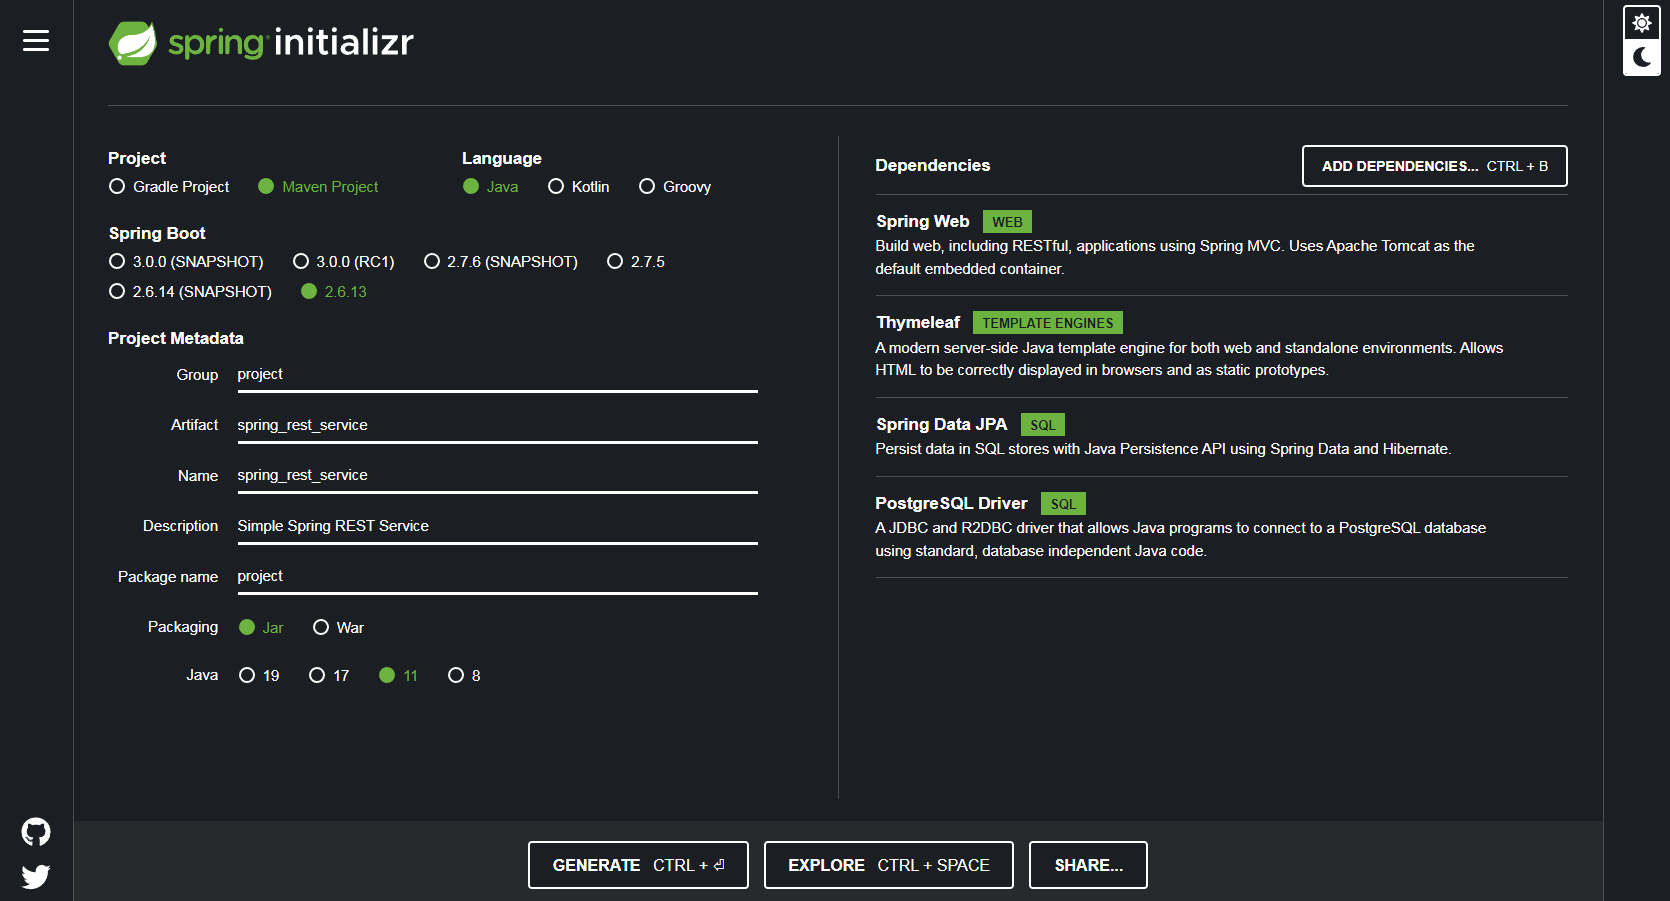 spring initializr
Project
Gradle Project Maven Project
Language
Java Kotlin Groovy
Spring Boot
3.0.0 (SNAPSHOT) 3.0.0 (RC1) 2.7.6 (SNAPSHOT) 2.7.5
2.6.14 (SNAPSHOT) 2.6.13
Project Metadata
Group project
Artifact spring_rest_service
Name spring_rest_service
Description Simple Spring REST Service
Package name project
Packaging Jar War
Java 19 17 11 8
Dependencies
ADD DEPENDENCIES... CTRL + B
Spring Web WEB
Build web, including RESTful, applications using Spring MVC. Uses Apache Tomcat as the
default embedded container.
Thymeleaf TEMPLATE ENGINES
A modern server-side Java template engine for both web and standalone environments. Allows
HTML to be correctly displayed in browsers and as static prototypes.
Spring Data JPA SQL
Persist data in SQL stores with Java Persistence API using Spring Data and Hibernate.
PostgreSQL Driver SQL
A JDBC and R2DBC driver that allows Java programs to connect to a PostgreSQL database
using standard, database independent Java code.
GENERATE CTRL + ⏎
EXPLORE CTRL + SPACE
SHARE...